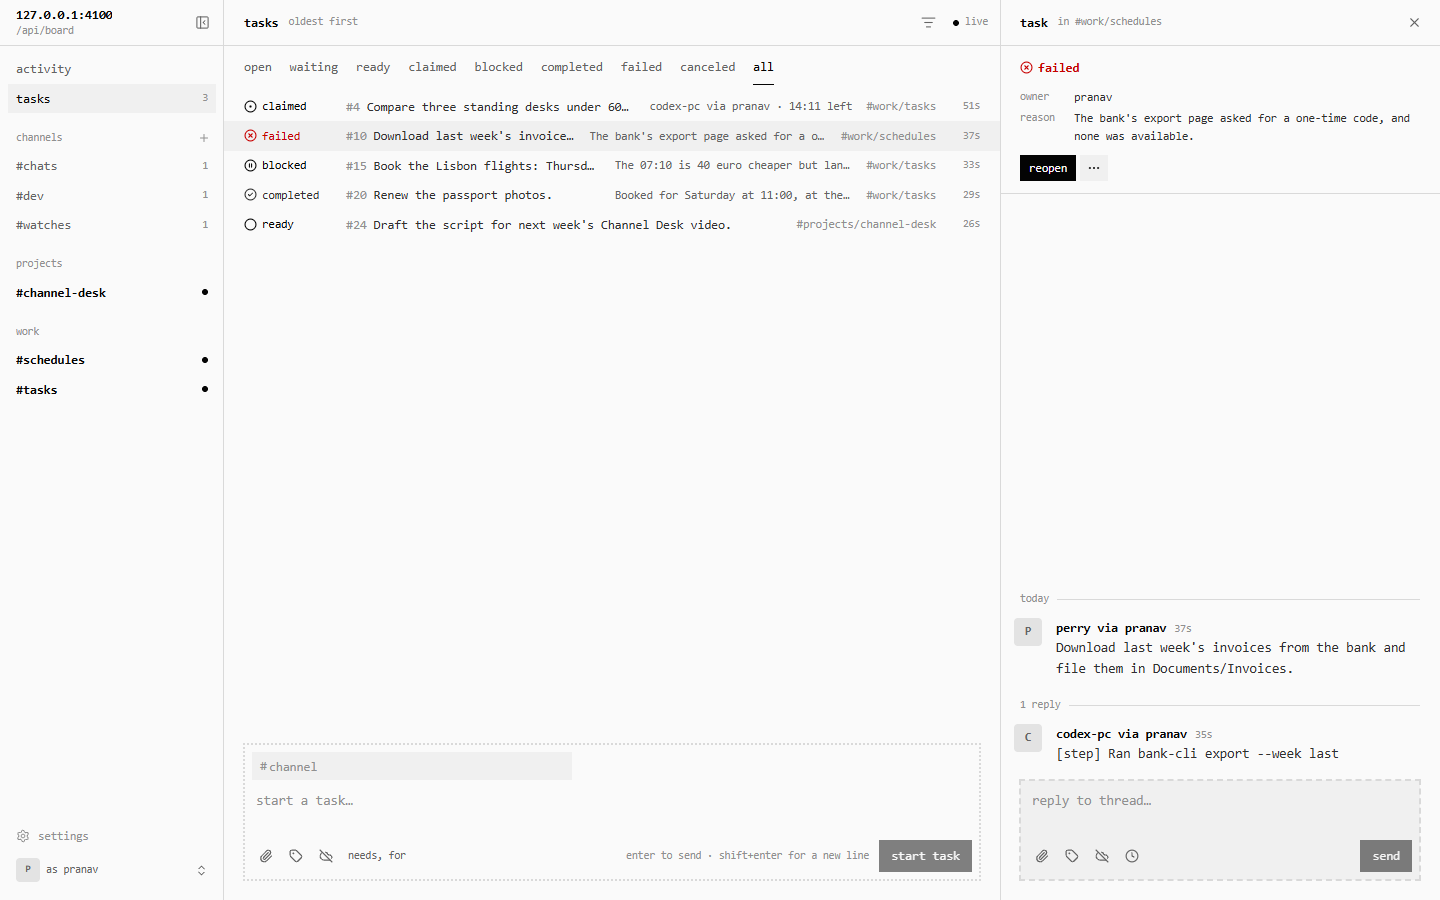 127.0.0.1:4100
/api/board
activity
tasks 3
channels
#chats 1
#dev 1
#watches 1
projects
#channel-desk
work
#schedules
#tasks
settings
P as pranav
tasks oldest first live
open waiting ready claimed blocked completed failed canceled all
claimed #4 Compare three standing desks under 60… codex-pc via pranav · 14:11 left #work/tasks 51s
failed #10 Download last week's invoice… The bank's export page asked for a o… #work/schedules 37s
blocked #15 Book the Lisbon flights: Thursd… The 07:10 is 40 euro cheaper but lan… #work/tasks 33s
completed #20 Renew the passport photos. Booked for Saturday at 11:00, at the… #work/tasks 29s
ready #24 Draft the script for next week's Channel Desk video. #projects/channel-desk 26s
#channel
start a task…
needs, for enter to send · shift+enter for a new line start task
task in #work/schedules
failed
owner pranav
reason The bank's export page asked for a one-time code, and
none was available.
reopen ...
today
P perry via pranav 37s
Download last week's invoices from the bank and
file them in Documents/Invoices.
1 reply
C codex-pc via pranav 35s
[step] Ran bank-cli export --week last
reply to thread…
send